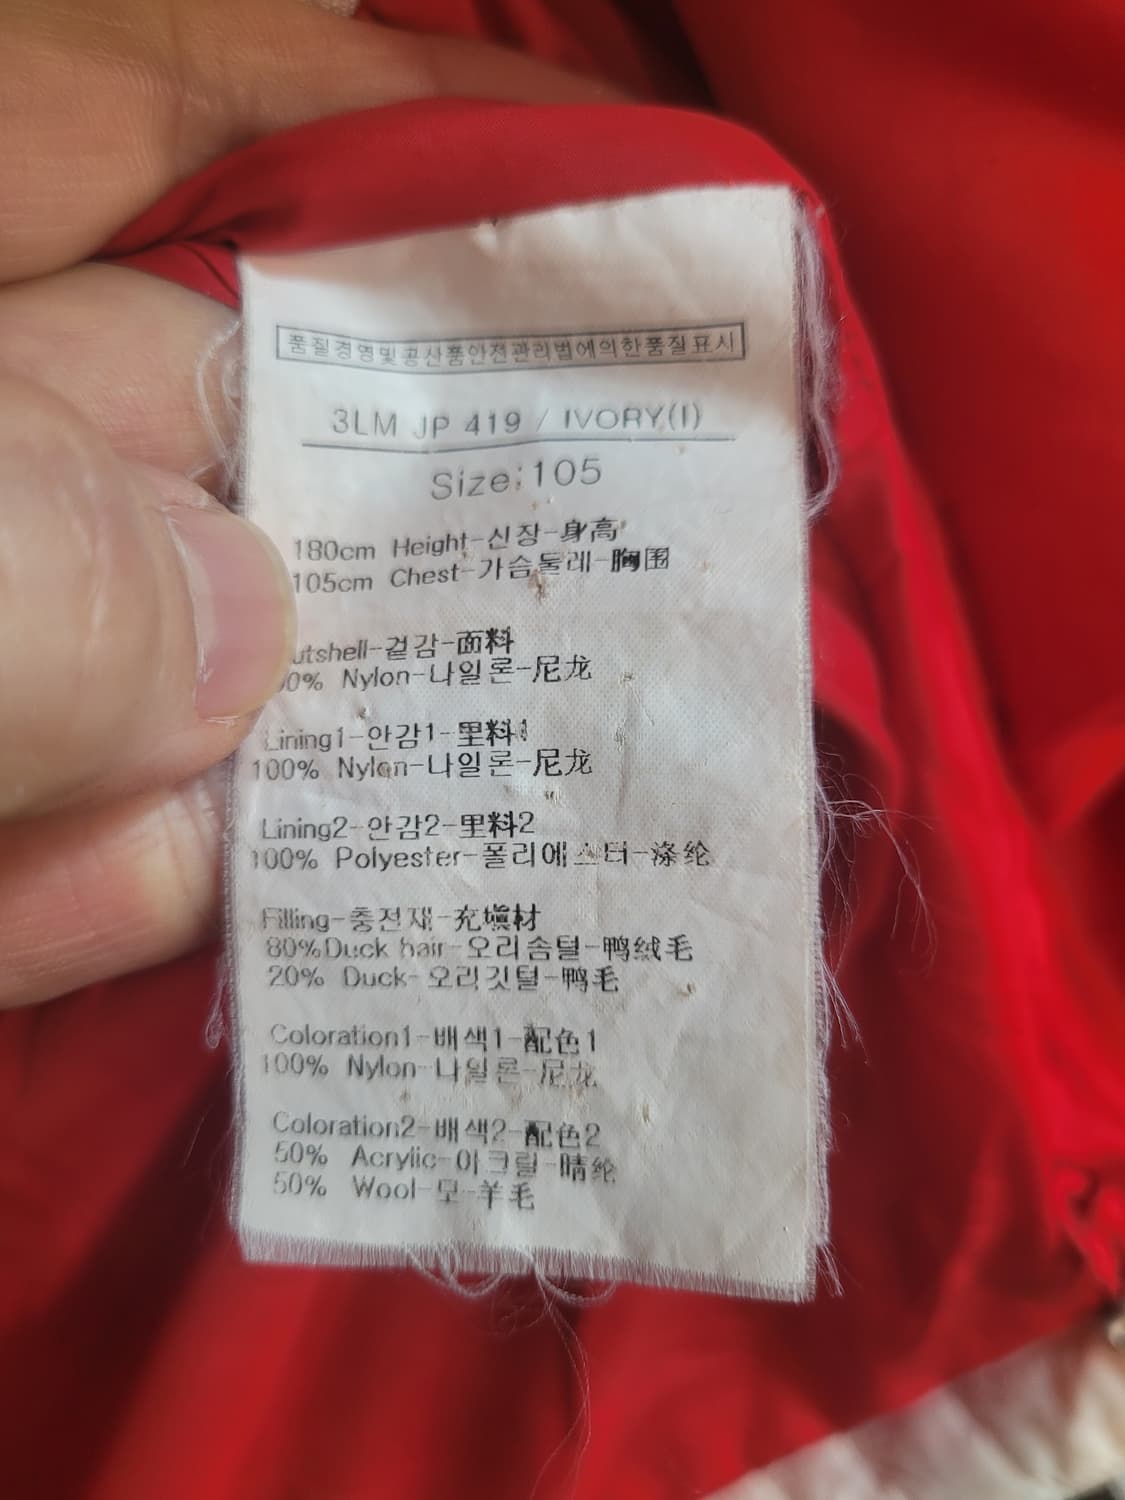 품질경영및공산품안전관리법에의한품질표시
3LM JP 419 / IVORY(I)
Size:105
180cm Height-신장-身高
105cm Chest-가슴둘레-胸围
utshell-겉감-面料
00% Nylon-나일론-尼龙
Lining1-안감1-里料1
100% Nylon-나일론-尼龙
Lining2-안감2-里料2
100% Polyester-폴리에스터-涤纶
Filling-충전재-充填材
80%Duck hair-오리솜털-鸭绒毛
20% Duck-오리깃털-鸭毛
Coloration1-배색1-配色1
100% Nylon-나일론-尼龙
Coloration2-배색2-配色2
50% Acrylic-아크릴-晴纶
50% Wool-모-羊毛